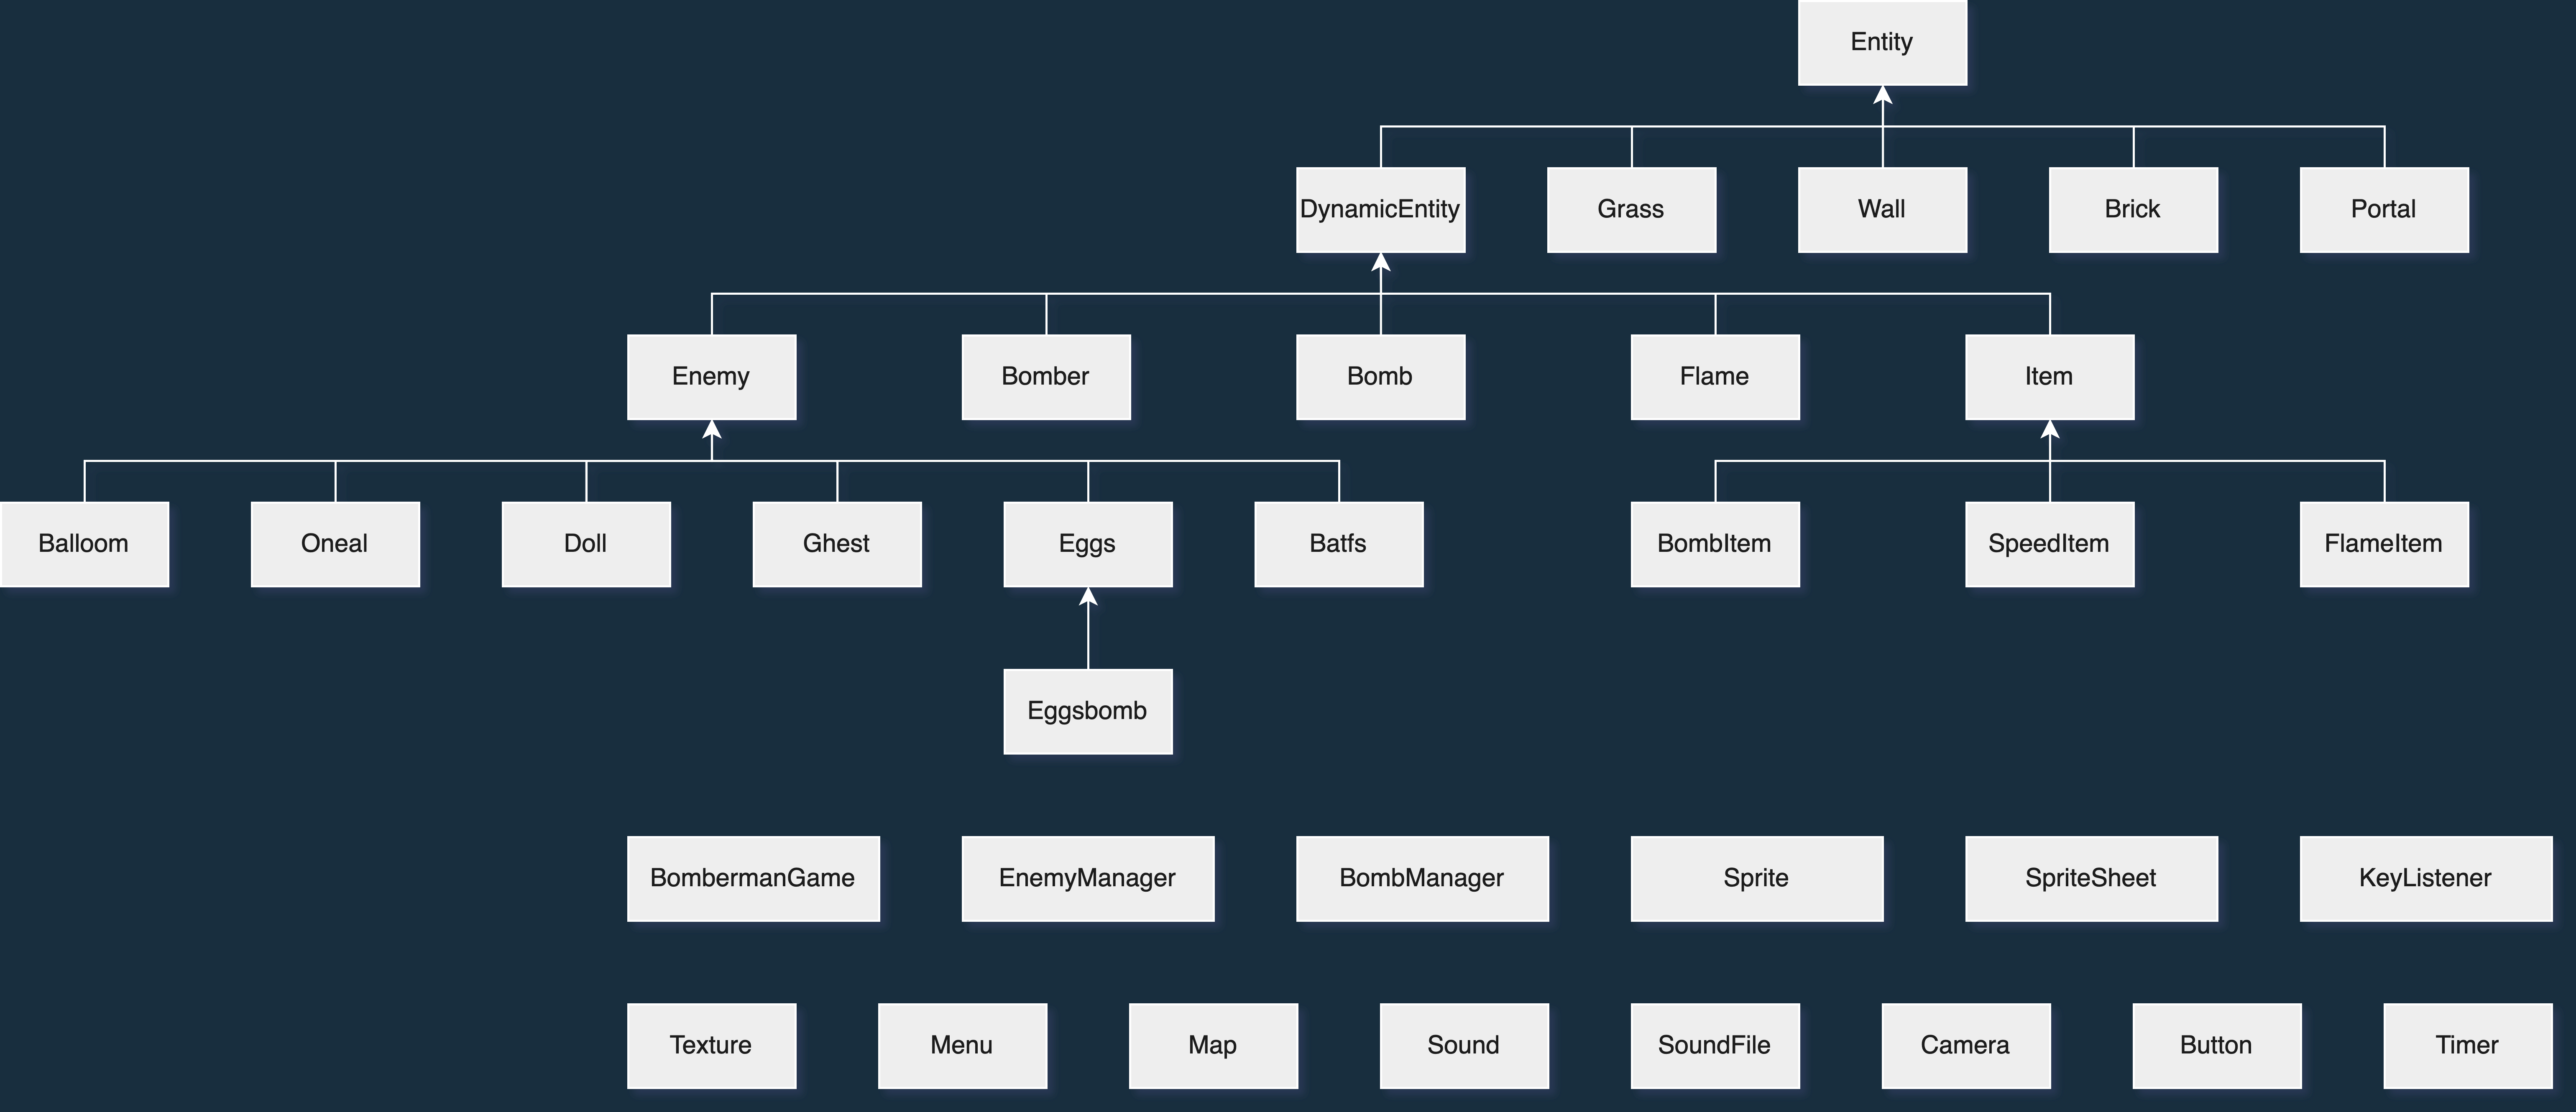 Entity
DynamicEntity
Grass
Wall
Brick
Portal
Enemy
Bomber
Bomb
Flame
Item
Balloom
Oneal
Doll
Ghest
Eggs
Batfs
BombItem
SpeedItem
FlameItem
Eggsbomb
BombermanGame
EnemyManager
BombManager
Sprite
SpriteSheet
KeyListener
Texture
Menu
Map
Sound
SoundFile
Camera
Button
Timer